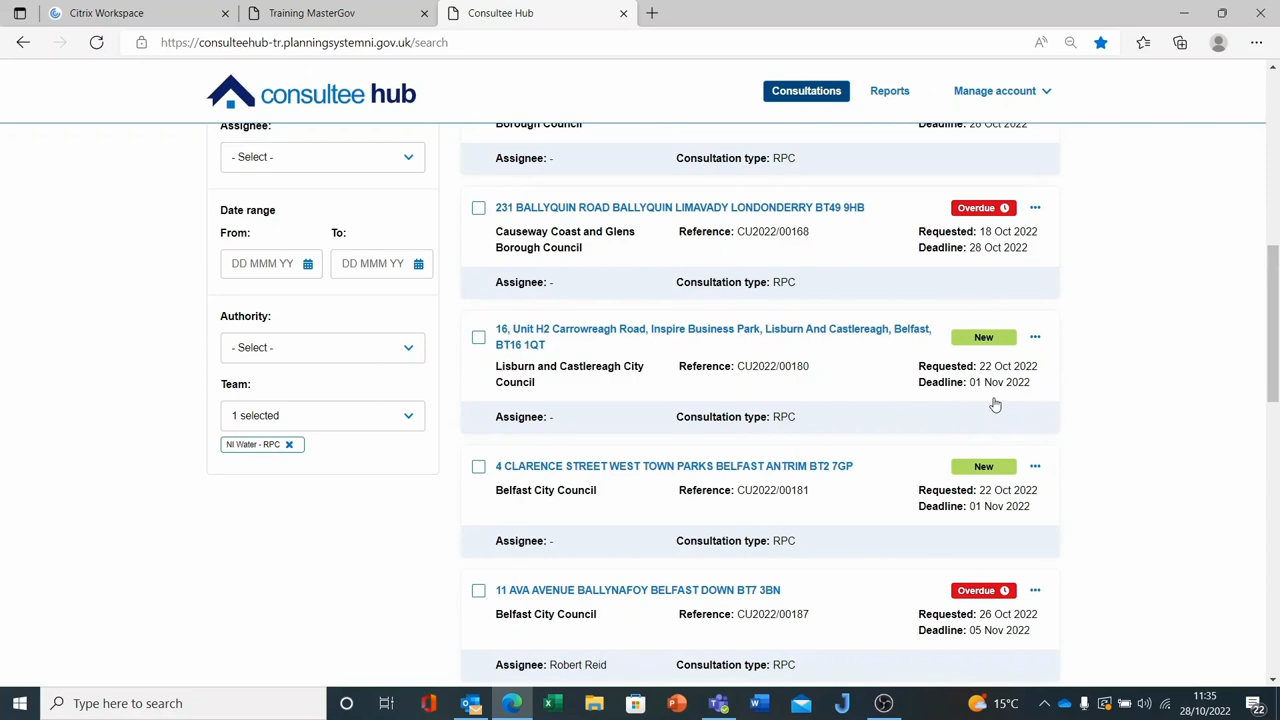 Citrix Workspace
Training MasterGov
Consultee Hub
https://consulteehub-tr.planningsystemni.gov.uk/search
consultee hub
Consultations
Reports
Manage account
Assignee:
- Select -
Date range
From:
To:
DD MMM YY
DD MMM YY
Authority:
- Select -
Team:
1 selected
NI Water - RPC
Borough Council
Deadline: 28 Oct 2022
Assignee: -
Consultation type: RPC
231 BALLYQUIN ROAD BALLYQUIN LIMAVADY LONDONDERRY BT49 9HB
Overdue
Causeway Coast and Glens
Borough Council
Reference: CU2022/00168
Requested: 18 Oct 2022
Deadline: 28 Oct 2022
Assignee: -
Consultation type: RPC
16, Unit H2 Carrowreagh Road, Inspire Business Park, Lisburn And Castlereagh, Belfast,
BT16 1QT
New
Lisburn and Castlereagh City
Council
Reference: CU2022/00180
Requested: 22 Oct 2022
Deadline: 01 Nov 2022
Assignee: -
Consultation type: RPC
4 CLARENCE STREET WEST TOWN PARKS BELFAST ANTRIM BT2 7GP
New
Belfast City Council
Reference: CU2022/00181
Requested: 22 Oct 2022
Deadline: 01 Nov 2022
Assignee: -
Consultation type: RPC
11 AVA AVENUE BALLYNAFOY BELFAST DOWN BT7 3BN
Overdue
Belfast City Council
Reference: CU2022/00187
Requested: 26 Oct 2022
Deadline: 05 Nov 2022
Assignee: Robert Reid
Consultation type: RPC
Type here to search
15°C
11:35
28/10/2022
22